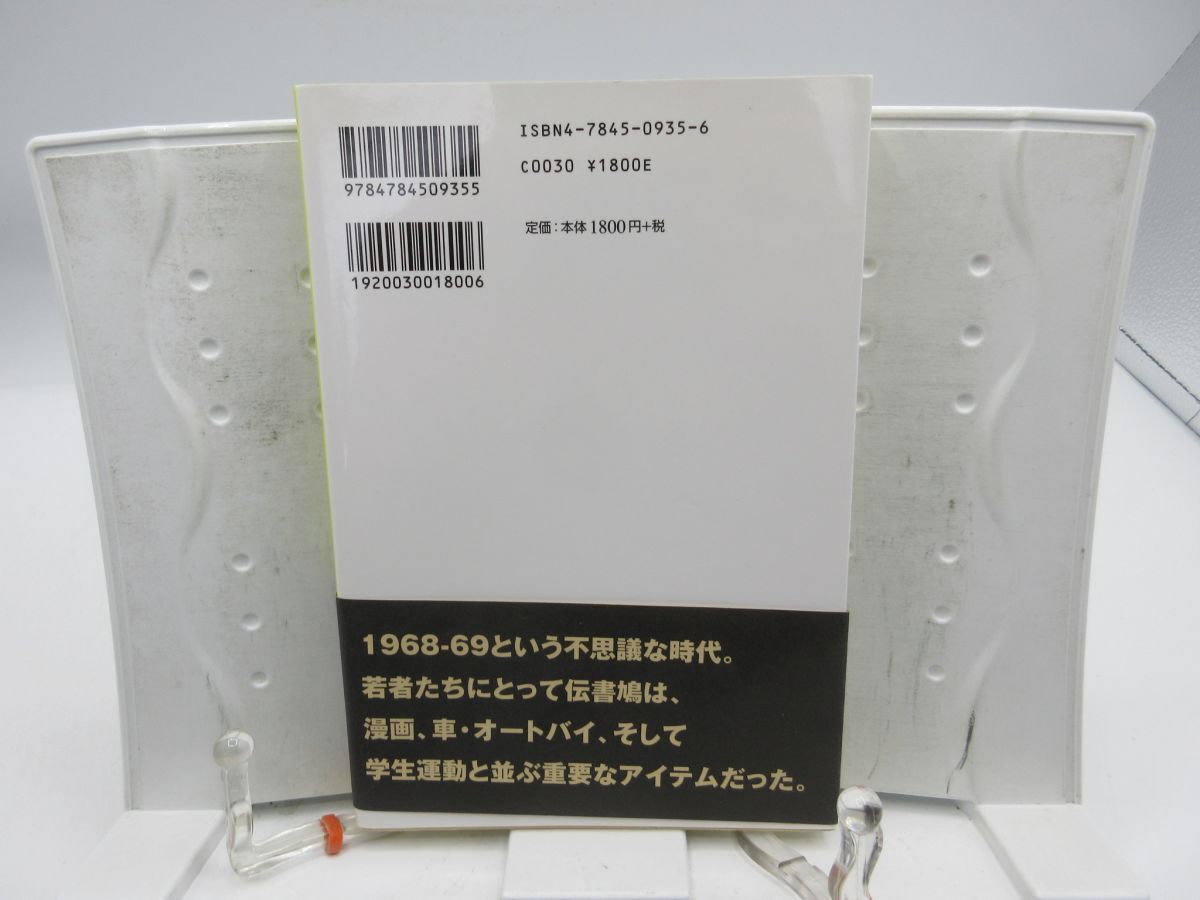 ISBN4-7845-0935-6
C0030 ¥1800E
9784784509355
定価：本体1800円+税
1920030018006
1968-69という不思議な時代。
若者たちにとって伝書鳩は、
漫画、車・オートバイ、そして
学生運動と並ぶ重要なアイテムだった。